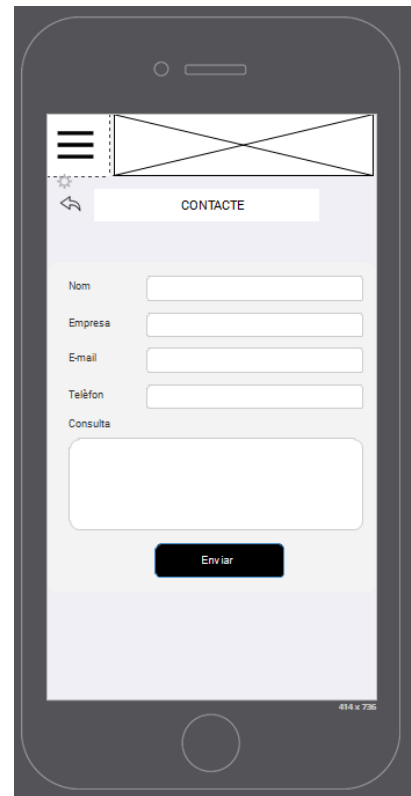 CONTACTE
Nom
Empresa
E-mail
Telèfon
Consulta
Enviar
414 x 736